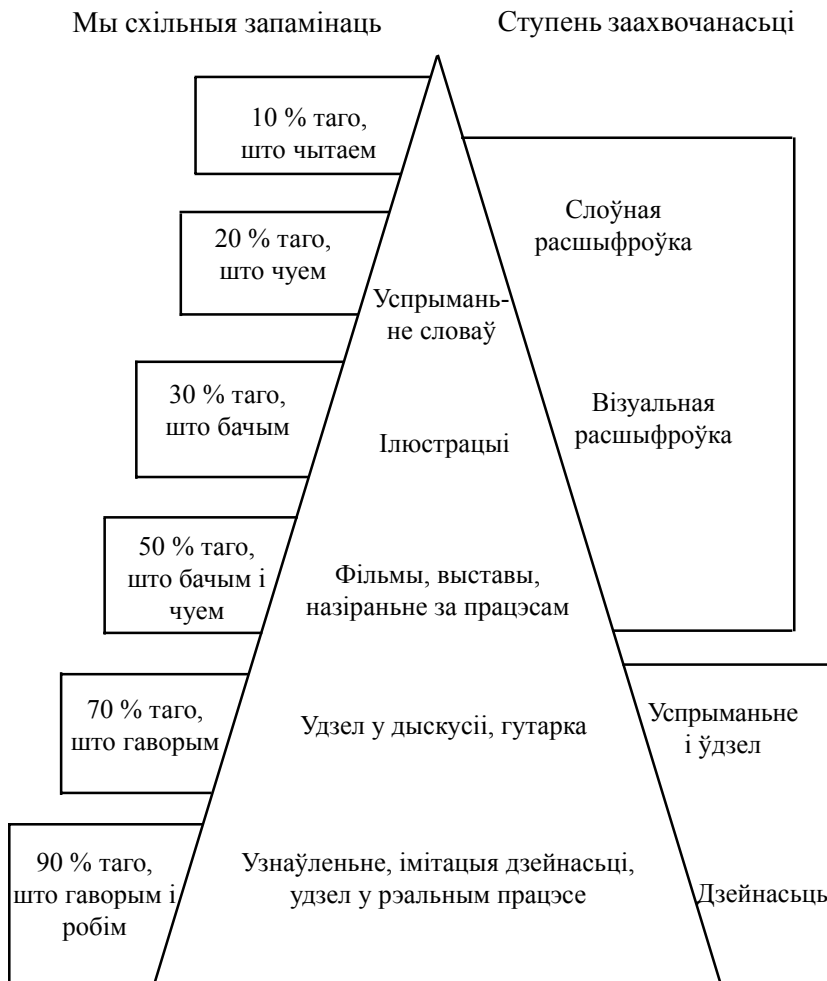 Мы схільныя запамінаць
Ступень заахвочанасьці
10 % таго,
што чытаем
20 % таго,
што чуем
30 % таго,
што бачым
50 % таго,
што бачым і
чуем
70 % таго,
што гаворым
90 % таго,
што гаворым і
робім
Успрымань-
не словаў
Ілюстрацыі
Фільмы, выставы,
назіраньне за працэсам
Удзел у дыскусіі, гутарка
Узнаўленьне, імітацыя дзейнасьці,
удзел у рэальным працэсе
Слоўная
расшыфроўка
Візуальная
расшыфроўка
Успрыманьне
і ўдзел
Дзейнасьць